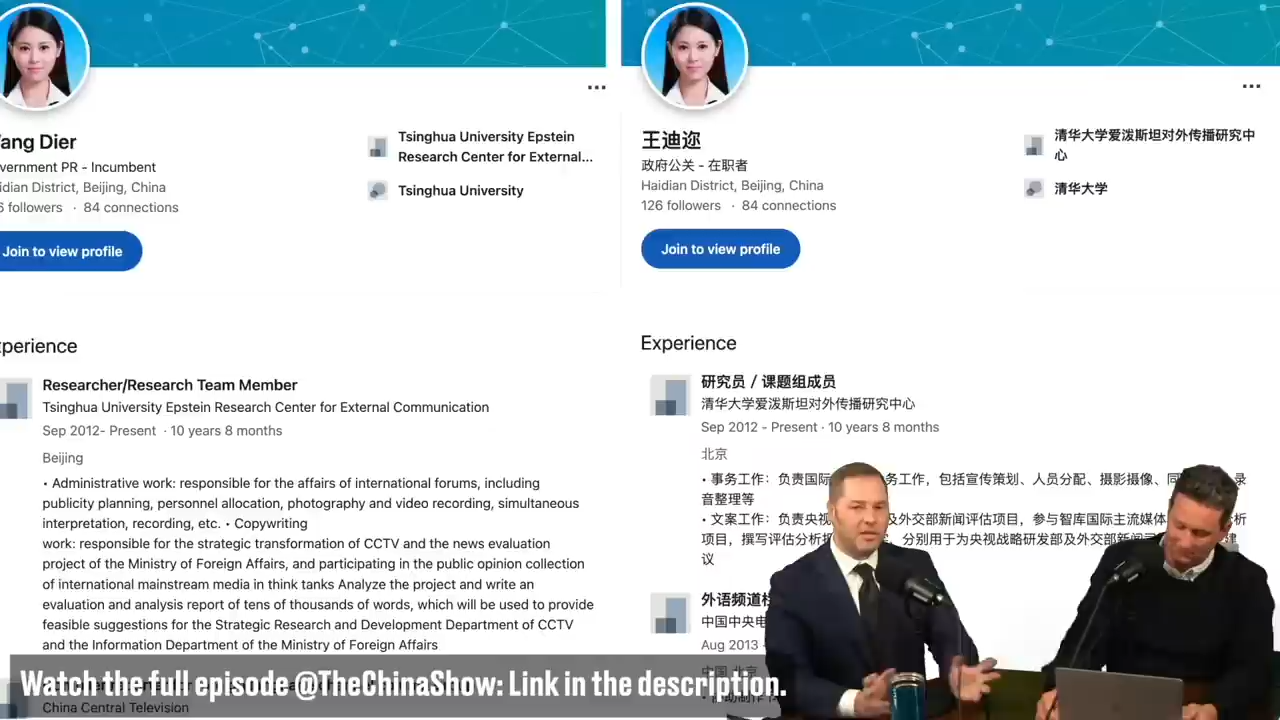 ang Dier
vernment PR - Incumbent
idian District, Beijing, China
6 followers · 84 connections
Join to view profile
Tsinghua University Epstein
Research Center for External...
Tsinghua University
xperience
Researcher/Research Team Member
Tsinghua University Epstein Research Center for External Communication
Sep 2012- Present · 10 years 8 months
Beijing
• Administrative work: responsible for the affairs of international forums, including
publicity planning, personnel allocation, photography and video recording, simultaneous
interpretation, recording, etc. • Copywriting
work: responsible for the strategic transformation of CCTV and the news evaluation
project of the Ministry of Foreign Affairs, and participating in the public opinion collection
of international mainstream media in think tanks Analyze the project and write an
evaluation and analysis report of tens of thousands of words, which will be used to provide
feasible suggestions for the Strategic Research and Development Department of CCTV
and the Information Department of the Ministry of Foreign Affairs
China Central Television
王迪迩
政府公关 - 在职者
Haidian District, Beijing, China
126 followers · 84 connections
Join to view profile
清华大学爱泼斯坦对外传播研究中
心
清华大学
Experience
研究员 / 课题组成员
清华大学爱泼斯坦对外传播研究中心
Sep 2012 - Present · 10 years 8 months
北京
• 事务工作：负责国际 务工作，包括宣传策划、人员分配、摄影摄像、同 录
音整理等
• 文案工作：负责央视 及外交部新闻评估项目，参与智库国际主流媒体 析
项目，撰写评估分析 分别用于为央视战略研发部及外交部新闻 建
议
外语频道
中国中央电
Aug 2013
中国 北京
Watch the full episode @TheChinaShow: Link in the description.